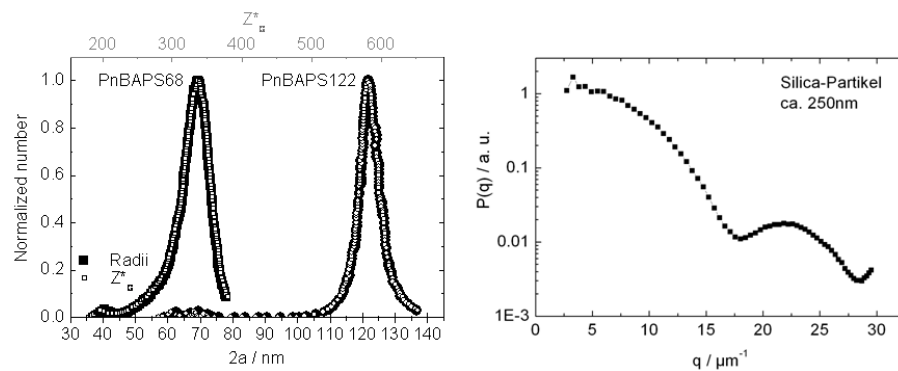 Z*¤
180 200 300 400 500 600
PnBAPS68 PnBAPS122
1.0
0.8
0.6
0.4
0.2
0.0
Normalized number
Radii
Z*¤
30 40 50 60 70 80 90 100 110 120 130 140
2a / nm
Silica-Partikel
ca. 250nm
1
0.1
0.01
1E-3
P(q) / a. u.
0 5 10 15 20 25 30
q / µm⁻¹